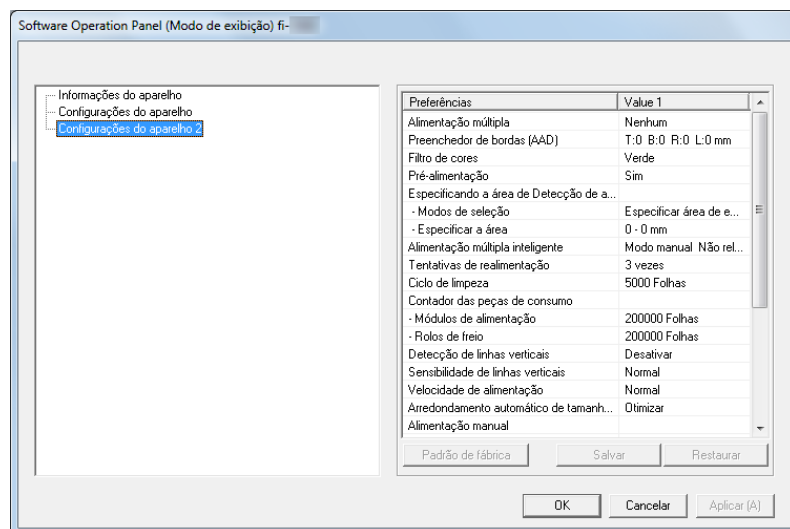 Software Operation Panel (Modo de exibição) fi-
Informações do aparelho
Configurações do aparelho
Configurações do aparelho 2
Preferências Value 1
Alimentação múltipla Nenhum
Preenchedor de bordas (AAD) T:0 B:0 R:0 L:0 mm
Filtro de cores Verde
Pré-alimentação Sim
Especificando a área de Detecção de a...
- Modos de seleção Especificar área de e...
- Especificar a área 0 - 0 mm
Alimentação múltipla inteligente Modo manual Não rel...
Tentativas de realimentação 3 vezes
Ciclo de limpeza 5000 Folhas
Contador das peças de consumo
- Módulos de alimentação 200000 Folhas
- Rolos de freio 200000 Folhas
Detecção de linhas verticais Desativar
Sensibilidade de linhas verticais Normal
Velocidade de alimentação Normal
Arredondamento automático de tamanh... Otimizar
Alimentação manual
Padrão de fábrica Salvar Restaurar
OK Cancelar Aplicar (A)